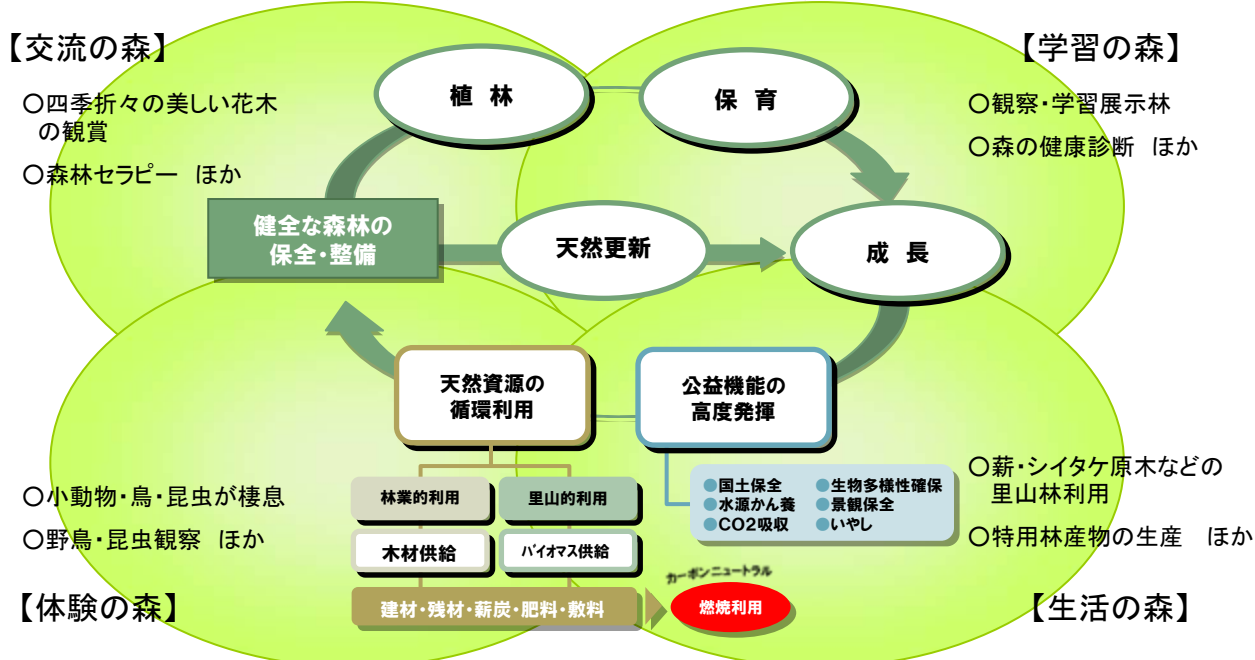 【交流の森】
○四季折々の美しい花木
の観賞
○森林セラピー ほか
【学習の森】
○観察・学習展示林
○森の健康診断 ほか
植 林
保 育
健全な森林の
保全・整備
天然更新
成 長
天然資源の
循環利用
公益機能の
高度発揮
林業的利用
里山的利用
木材供給
バイオマス供給
建材・残材・薪炭・肥料・敷料
カーボンニュートラル
燃焼利用
●国土保全
●水源かん養
●CO2吸収
●生物多様性確保
●景観保全
●いやし
○小動物・鳥・昆虫が棲息
○野鳥・昆虫観察 ほか
【体験の森】
○薪・シイタケ原木などの
里山林利用
○特用林産物の生産 ほか
【生活の森】